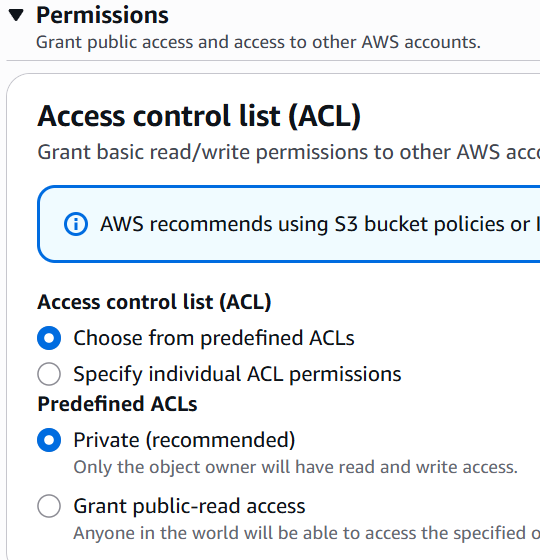 Permissions
Grant public access and access to other AWS accounts.
Access control list (ACL)
Grant basic read/write permissions to other AWS
AWS recommends using S3 bucket policies or
Access control list (ACL)
Choose from predefined ACLs
Specify individual ACL permissions
Predefined ACLs
Private (recommended)
Only the object owner will have read and write access.
Grant public-read access
Anyone in the world will be able to access the specified